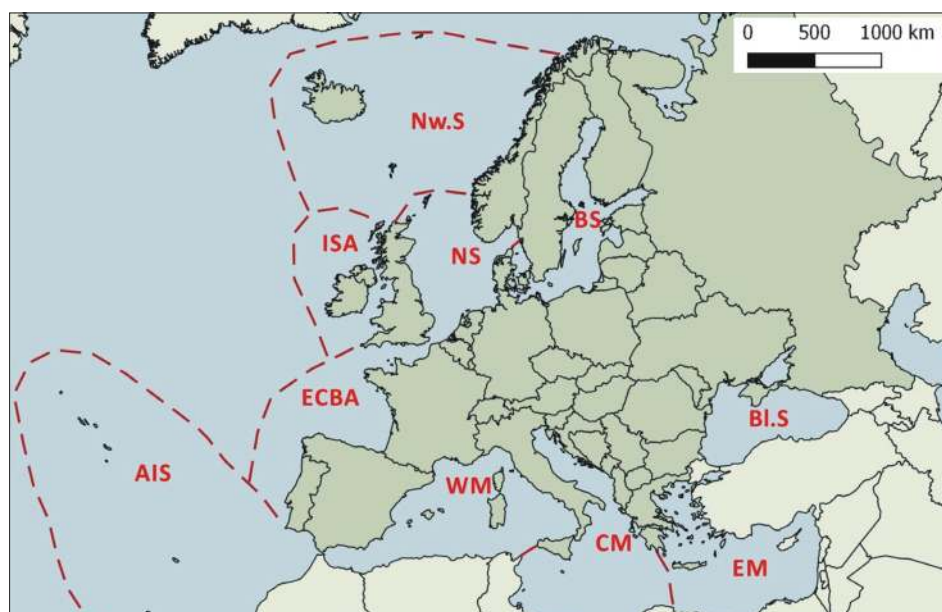 0 500 1000 km
Nw.S
BS
ISA
NS
ECBA
Bl.S
AIS
WM
CM
EM